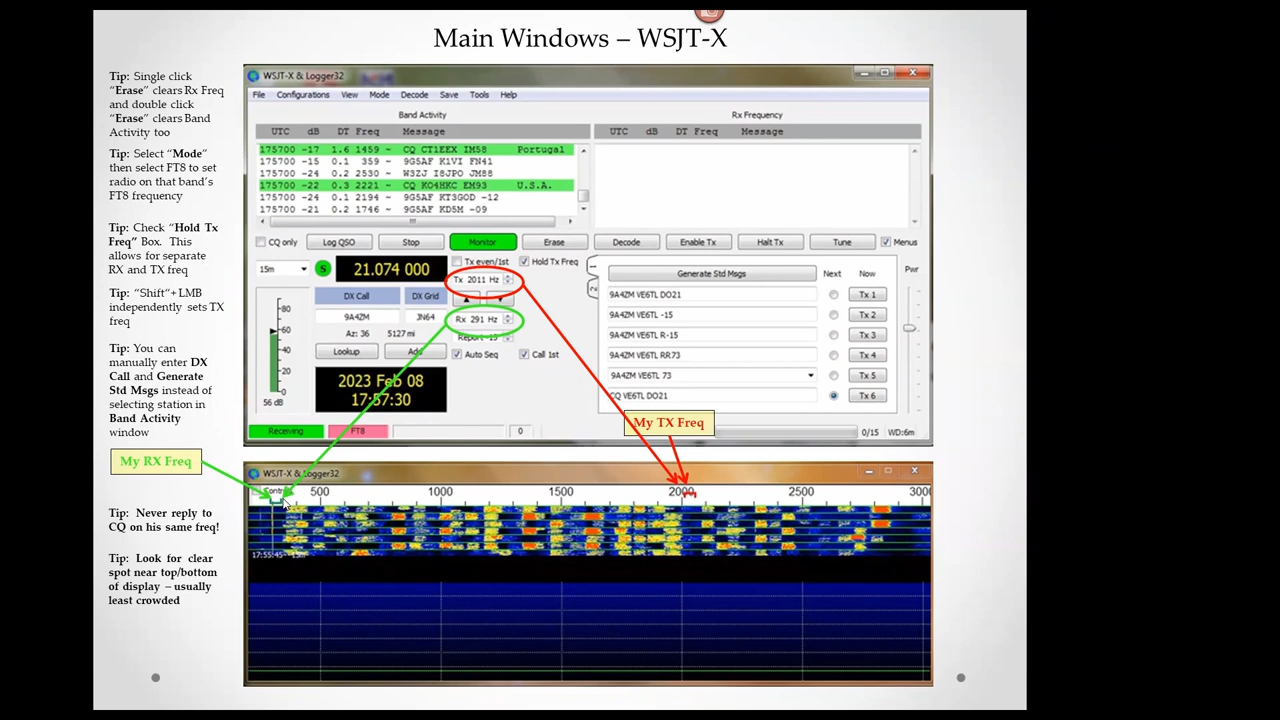 Main Windows – WSJT-X
Tip: Single click
“Erase” clears Rx Freq
and double click
“Erase” clears Band
Activity too
Tip: Select “Mode”
then select FT8 to set
radio on that band’s
FT8 frequency
Tip: Check “Hold Tx
Freq” Box. This
allows for separate
RX and TX freq
Tip: “Shift”+LMB
independently sets TX
freq
Tip: You can
manually enter DX
Call and Generate
Std Msgs instead of
selecting station in
Band Activity
window
My RX Freq
Tip: Never reply to
CQ on his same freq!
Tip: Look for clear
spot near top/bottom
of display – usually
least crowded
WSJT-X & Logger32
File Configurations View Mode Decode Save Tools Help
Band Activity Rx Frequency
UTC dB DT Freq Message UTC dB DT Freq Message
175700 -17 1.6 1459 ~ CQ CT1EEX IM58 Portugal
175700 -15 0.1 359 ~ 9G5AF K1VI FN41
175700 -24 0.2 2530 ~ W3ZJ I8JPO JM88
175700 -22 0.3 2221 ~ CQ KO4HKC EM93 U.S.A.
175700 -24 0.1 2194 ~ 9G5AF KT3GOD -12
175700 -21 0.2 1746 ~ 9G5AF KD5M -09
CQ only Log QSO Stop Monitor Erase Decode Enable Tx Halt Tx Tune Menus
15m S 21.074 000 Tx even/1st Hold Tx Freq
Tx 2011 Hz
DX Call DX Grid
9A4ZM JN64 Rx 291 Hz
Az: 36 5127 mi Report -15
Lookup Add Auto Seq Call 1st
2023 Feb 08
17:57:30
-80
-60
-40
-20
-0
56 dB
1
2
Generate Std Msgs Next Now Pwr
9A4ZM VE6TL DO21 Tx 1
9A4ZM VE6TL -15 Tx 2
9A4ZM VE6TL R-15 Tx 3
9A4ZM VE6TL RR73 Tx 4
9A4ZM VE6TL 73 Tx 5
CQ VE6TL DO21 Tx 6
My TX Freq
Receiving FT8 0 0/15 WD:6m
WSJT-X & Logger32
500 1000 1500 2000 2500 3000
17:55:45 15m